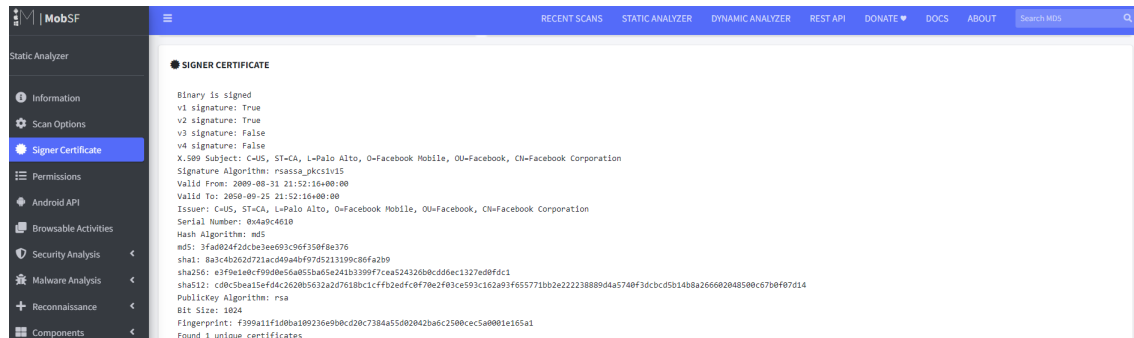 MobSF
RECENT SCANS STATIC ANALYZER DYNAMIC ANALYZER REST API DONATE ♥ DOCS ABOUT Search MD5
Static Analyzer
Information
Scan Options
Signer Certificate
Permissions
Android API
Browsable Activities
Security Analysis
Malware Analysis
Reconnaissance
Components
SIGNER CERTIFICATE
Binary is signed
v1 signature: True
v2 signature: True
v3 signature: False
v4 signature: False
X.509 Subject: C=US, ST=CA, L=Palo Alto, O=Facebook Mobile, OU=Facebook, CN=Facebook Corporation
Signature Algorithm: rsassa_pkcs1v15
Valid From: 2009-08-31 21:52:16+00:00
Valid To: 2050-09-25 21:52:16+00:00
Issuer: C=US, ST=CA, L=Palo Alto, O=Facebook Mobile, OU=Facebook, CN=Facebook Corporation
Serial Number: 0x4a9c4610
Hash Algorithm: md5
md5: 3fad024f2dcbe3ee693c96f350f8e376
sha1: 8a3c4b262d721acd49a4bf97d5213199c86fa2b9
sha256: e3f9e1e0cf99d0e56a055ba65e241b3399f7cea524326b0cdd6ec1327ed0fdc1
sha512: cd0c5bea15efd4c2620b5632a2d7618bc1cffb2edfc0f70e2f03ce593c162a93f655771bb2e222238889d4a5740f3dcbcd5b14b8a266602048500c67b0f07d14
PublicKey Algorithm: rsa
Bit Size: 1024
Fingerprint: f399a11f1d0ba109236e9b0cd20c7384a55d02042ba6c2500cec5a0001e165a1
Found 1 unique certificates